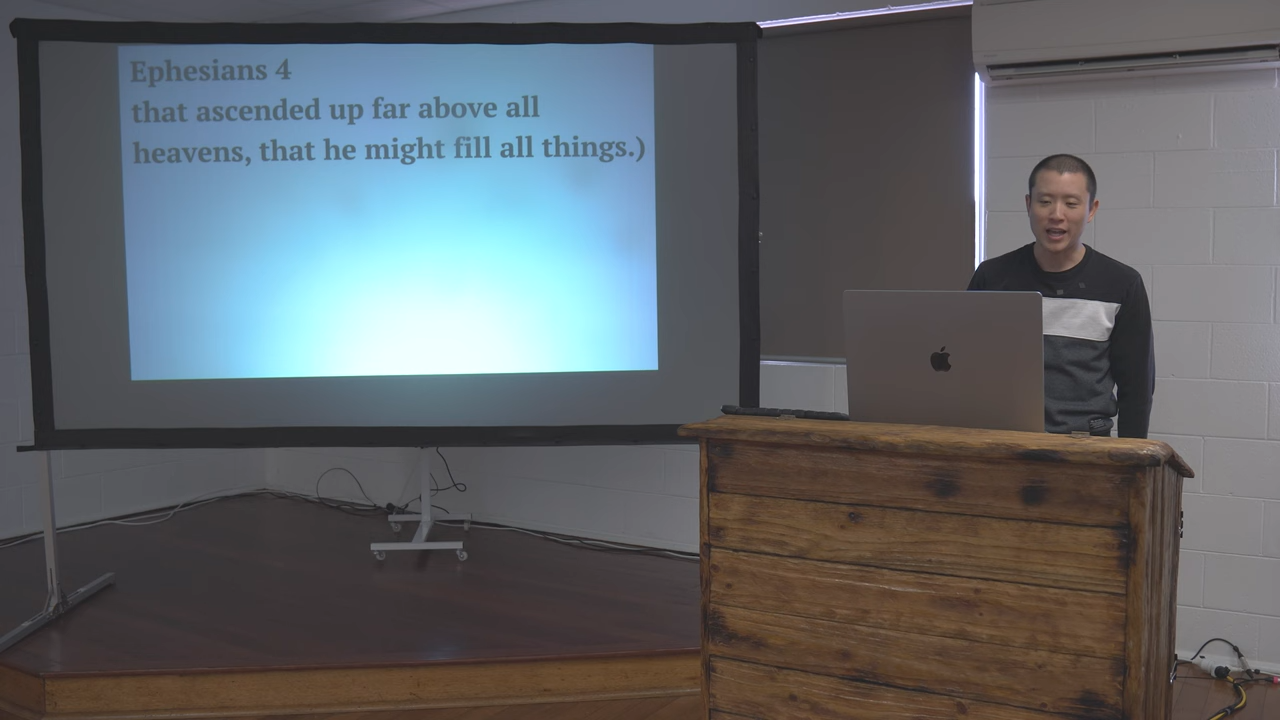 Ephesians 4
that ascended up far above all
heavens, that he might fill all things.)